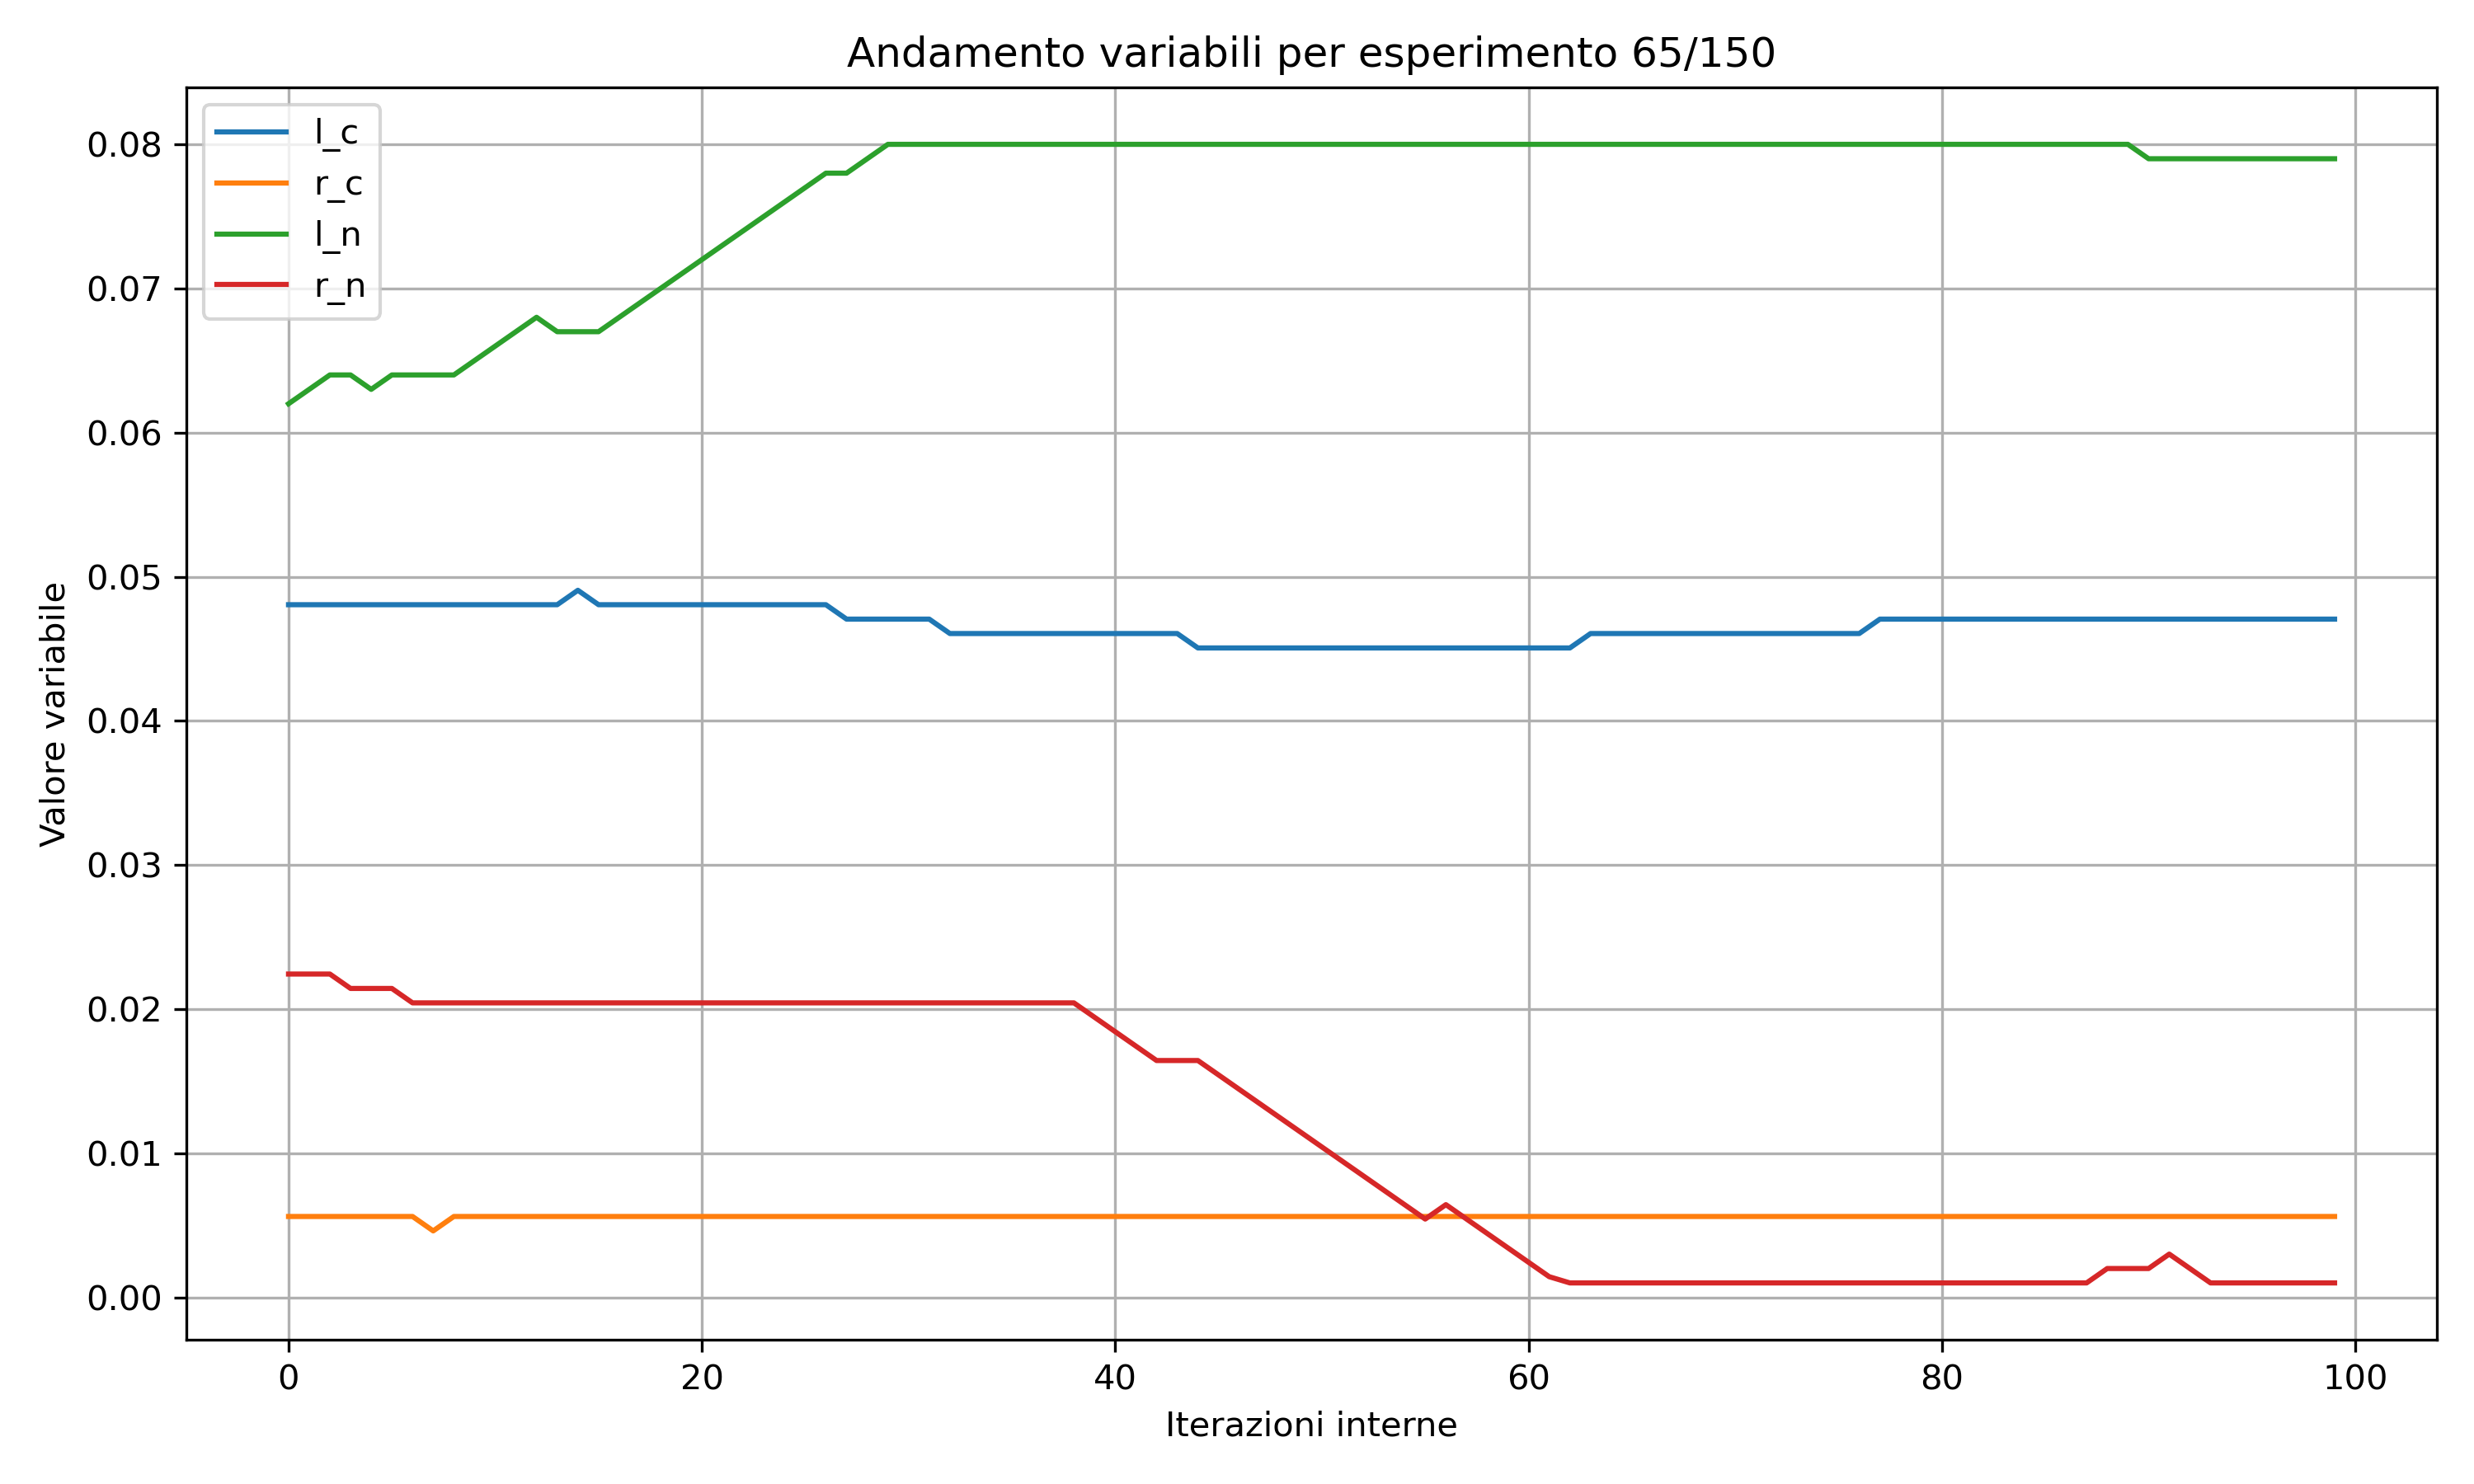 Andamento variabili per esperimento 65/150
l_c
r_c
l_n
r_n
0.08
0.07
0.06
0.05
0.04
0.03
0.02
0.01
0.00
Valore variabile
0 20 40 60 80 100
Iterazioni interne